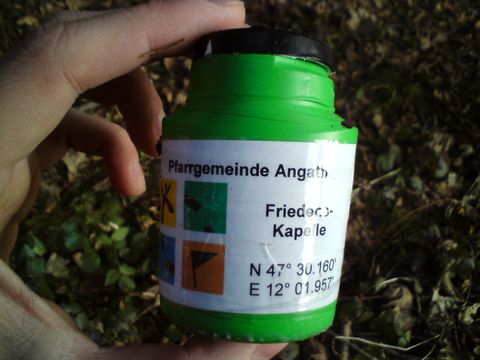 Pfarrgemeinde Angath
Friedens-
Kapelle
N 47° 30.160'
E 12° 01.957'